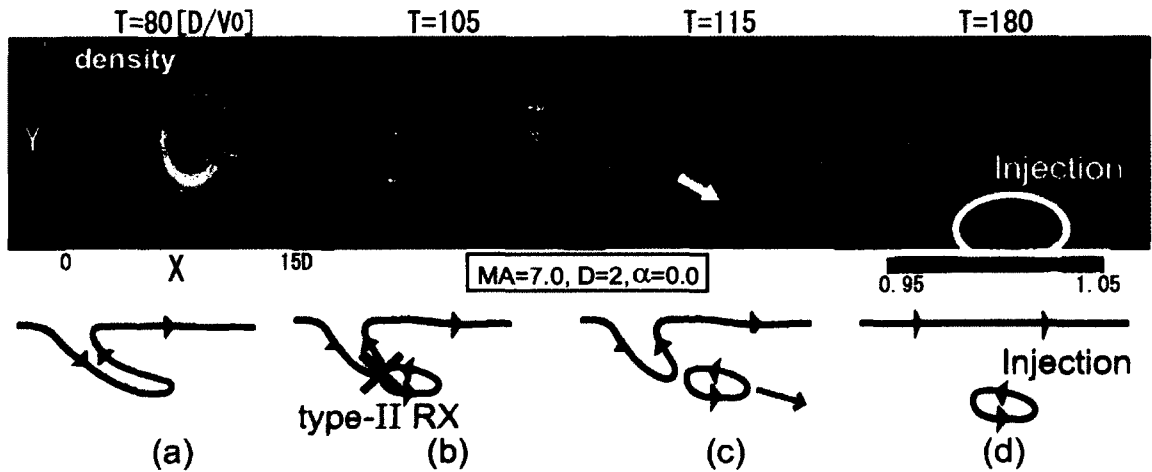 T=80[D/V0] T=105 T=115 T=180
density
Y
Injection
0 X 15D
MA=7.0, D=2, α=0.0
0.95 1.05
Injection
type-II RX
(a) (b) (c) (d)